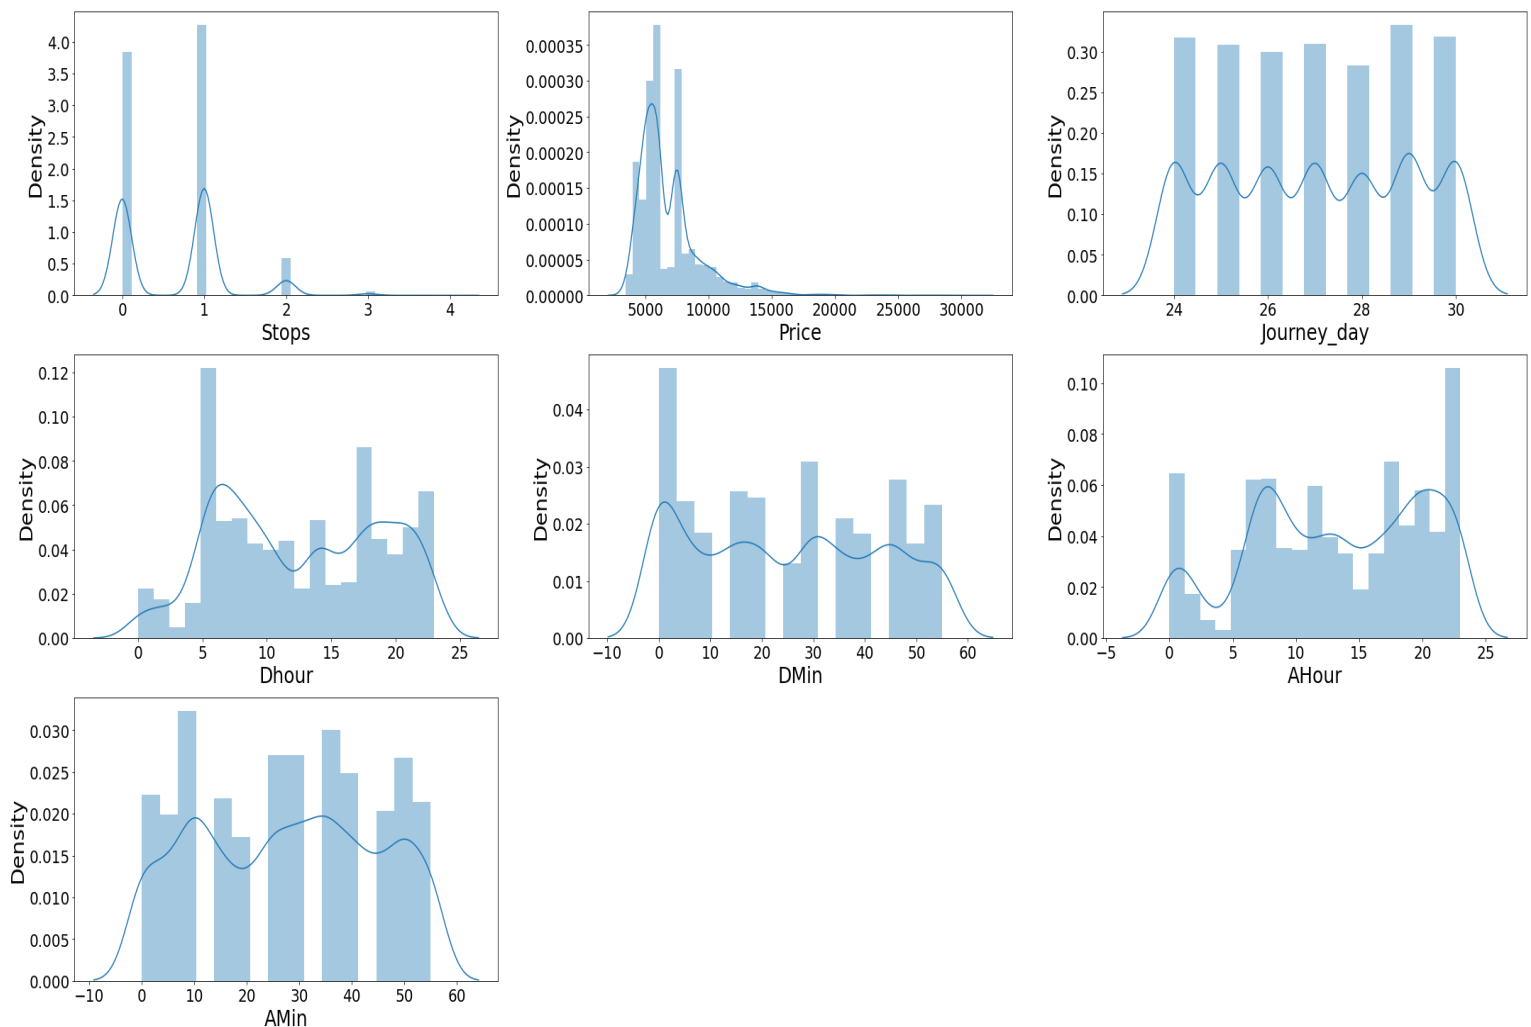 4.0
3.5
3.0
2.5
2.0
1.5
1.0
0.5
0.0
Density
0 1 2 3 4
Stops
0.00035
0.00030
0.00025
0.00020
0.00015
0.00010
0.00005
0.00000
Density
5000 10000 15000 20000 25000 30000
Price
0.30
0.25
0.20
0.15
0.10
0.05
0.00
Density
24 26 28 30
Journey_day
0.12
0.10
0.08
0.06
0.04
0.02
0.00
Density
0 5 10 15 20 25
Dhour
0.04
0.03
0.02
0.01
0.00
Density
−10 0 10 20 30 40 50 60
DMin
0.10
0.08
0.06
0.04
0.02
0.00
Density
−5 0 5 10 15 20 25
AHour
0.030
0.025
0.020
0.015
0.010
0.005
0.000
Density
−10 0 10 20 30 40 50 60
AMin